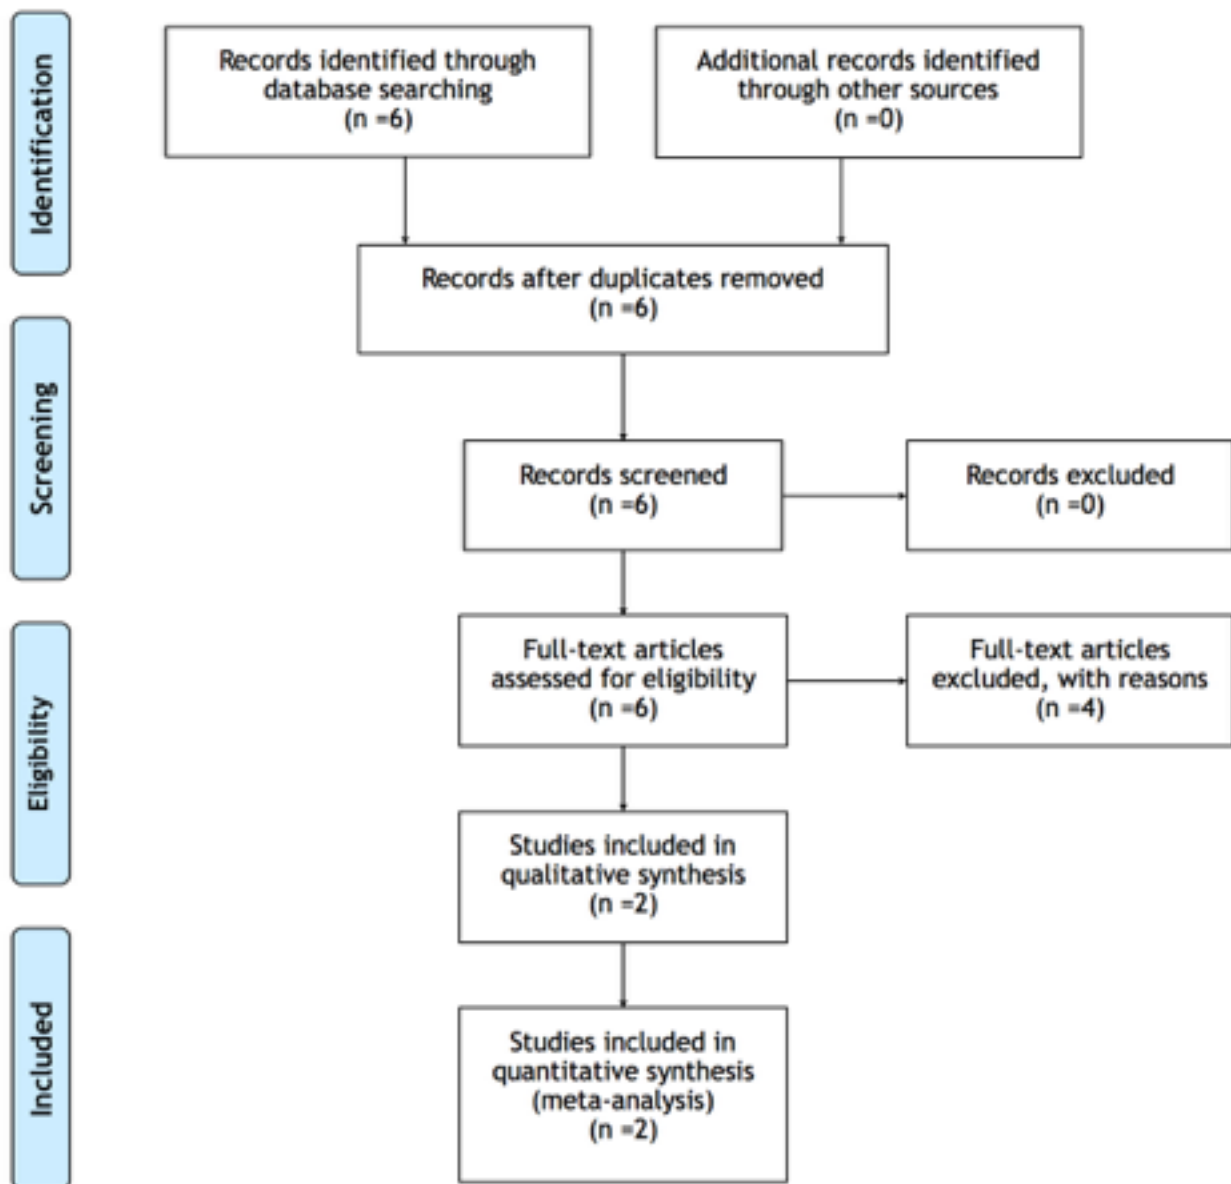 Identification
Records identified through
database searching
(n =6)
Additional records identified
through other sources
(n =0)
Records after duplicates removed
(n =6)
Screening
Records screened
(n =6)
Records excluded
(n =0)
Eligibility
Full-text articles
assessed for eligibility
(n =6)
Full-text articles
excluded, with reasons
(n =4)
Studies included in
qualitative synthesis
(n =2)
Included
Studies included in
quantitative synthesis
(meta-analysis)
(n =2)